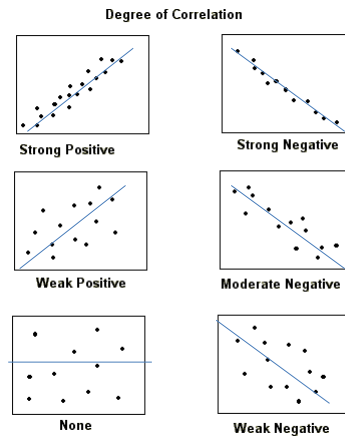 Degree of Correlation
Strong Positive
Strong Negative
Weak Positive
Moderate Negative
None
Weak Negative